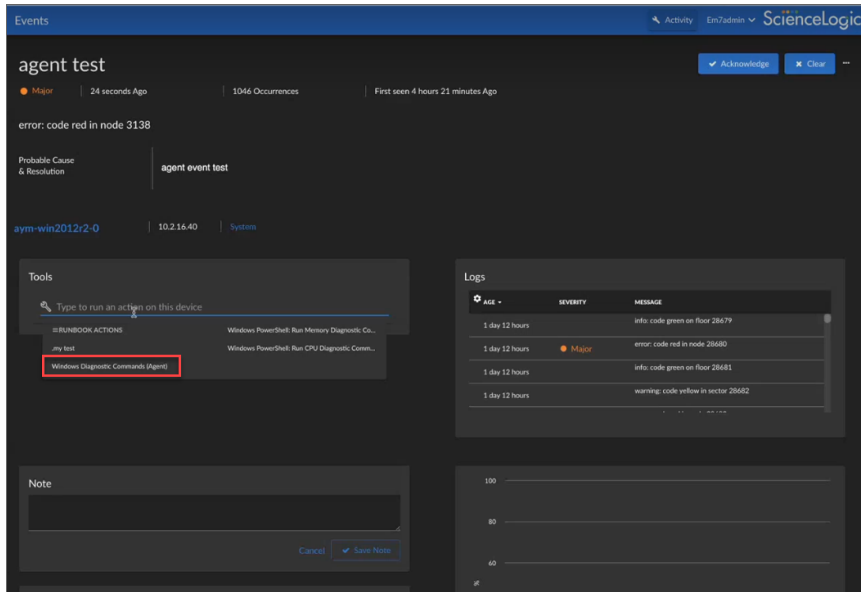 Events
Activity Em7admin ScienceLogic
agent test
Acknowledge Clear
Major 24 seconds Ago 1046 Occurrences First seen 4 hours 21 minutes Ago
error: code red in node 3138
Probable Cause
& Resolution
agent event test
aym-win2012r2-0 10.2.16.40 System
Tools
Type to run an action on this device
RUNBOOK ACTIONS Windows PowerShell: Run Memory Diagnostic Co...
.my test Windows PowerShell: Run CPU Diagnostic Comm...
Windows Diagnostic Commands (Agent)
Logs
AGE SEVERITY MESSAGE
1 day 12 hours info: code green on floor 28679
1 day 12 hours Major error: code red in node 28680
1 day 12 hours info: code green on floor 28681
1 day 12 hours warning: code yellow in sector 28682
Note
Cancel Save Note
100
80
60
%